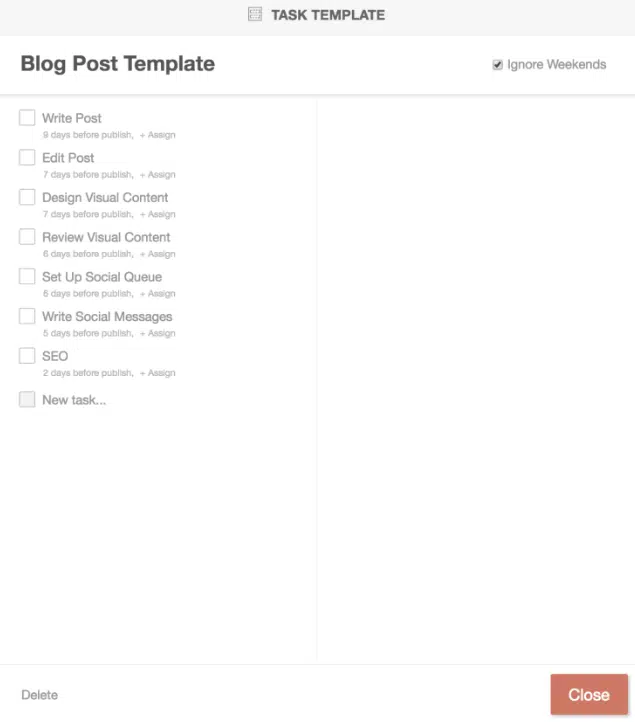 TASK TEMPLATE
Blog Post Template
Ignore Weekends
Write Post
9 days before publish, + Assign
Edit Post
7 days before publish, + Assign
Design Visual Content
7 days before publish, + Assign
Review Visual Content
6 days before publish, + Assign
Set Up Social Queue
5 days before publish, + Assign
Write Social Messages
5 days before publish, + Assign
SEO
2 days before publish, + Assign
New task...
Delete
Close